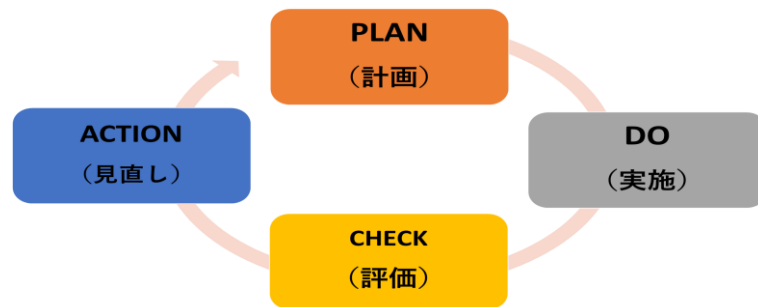 PLAN
（計画）
DO
（実施）
CHECK
（評価）
ACTION
（見直し）